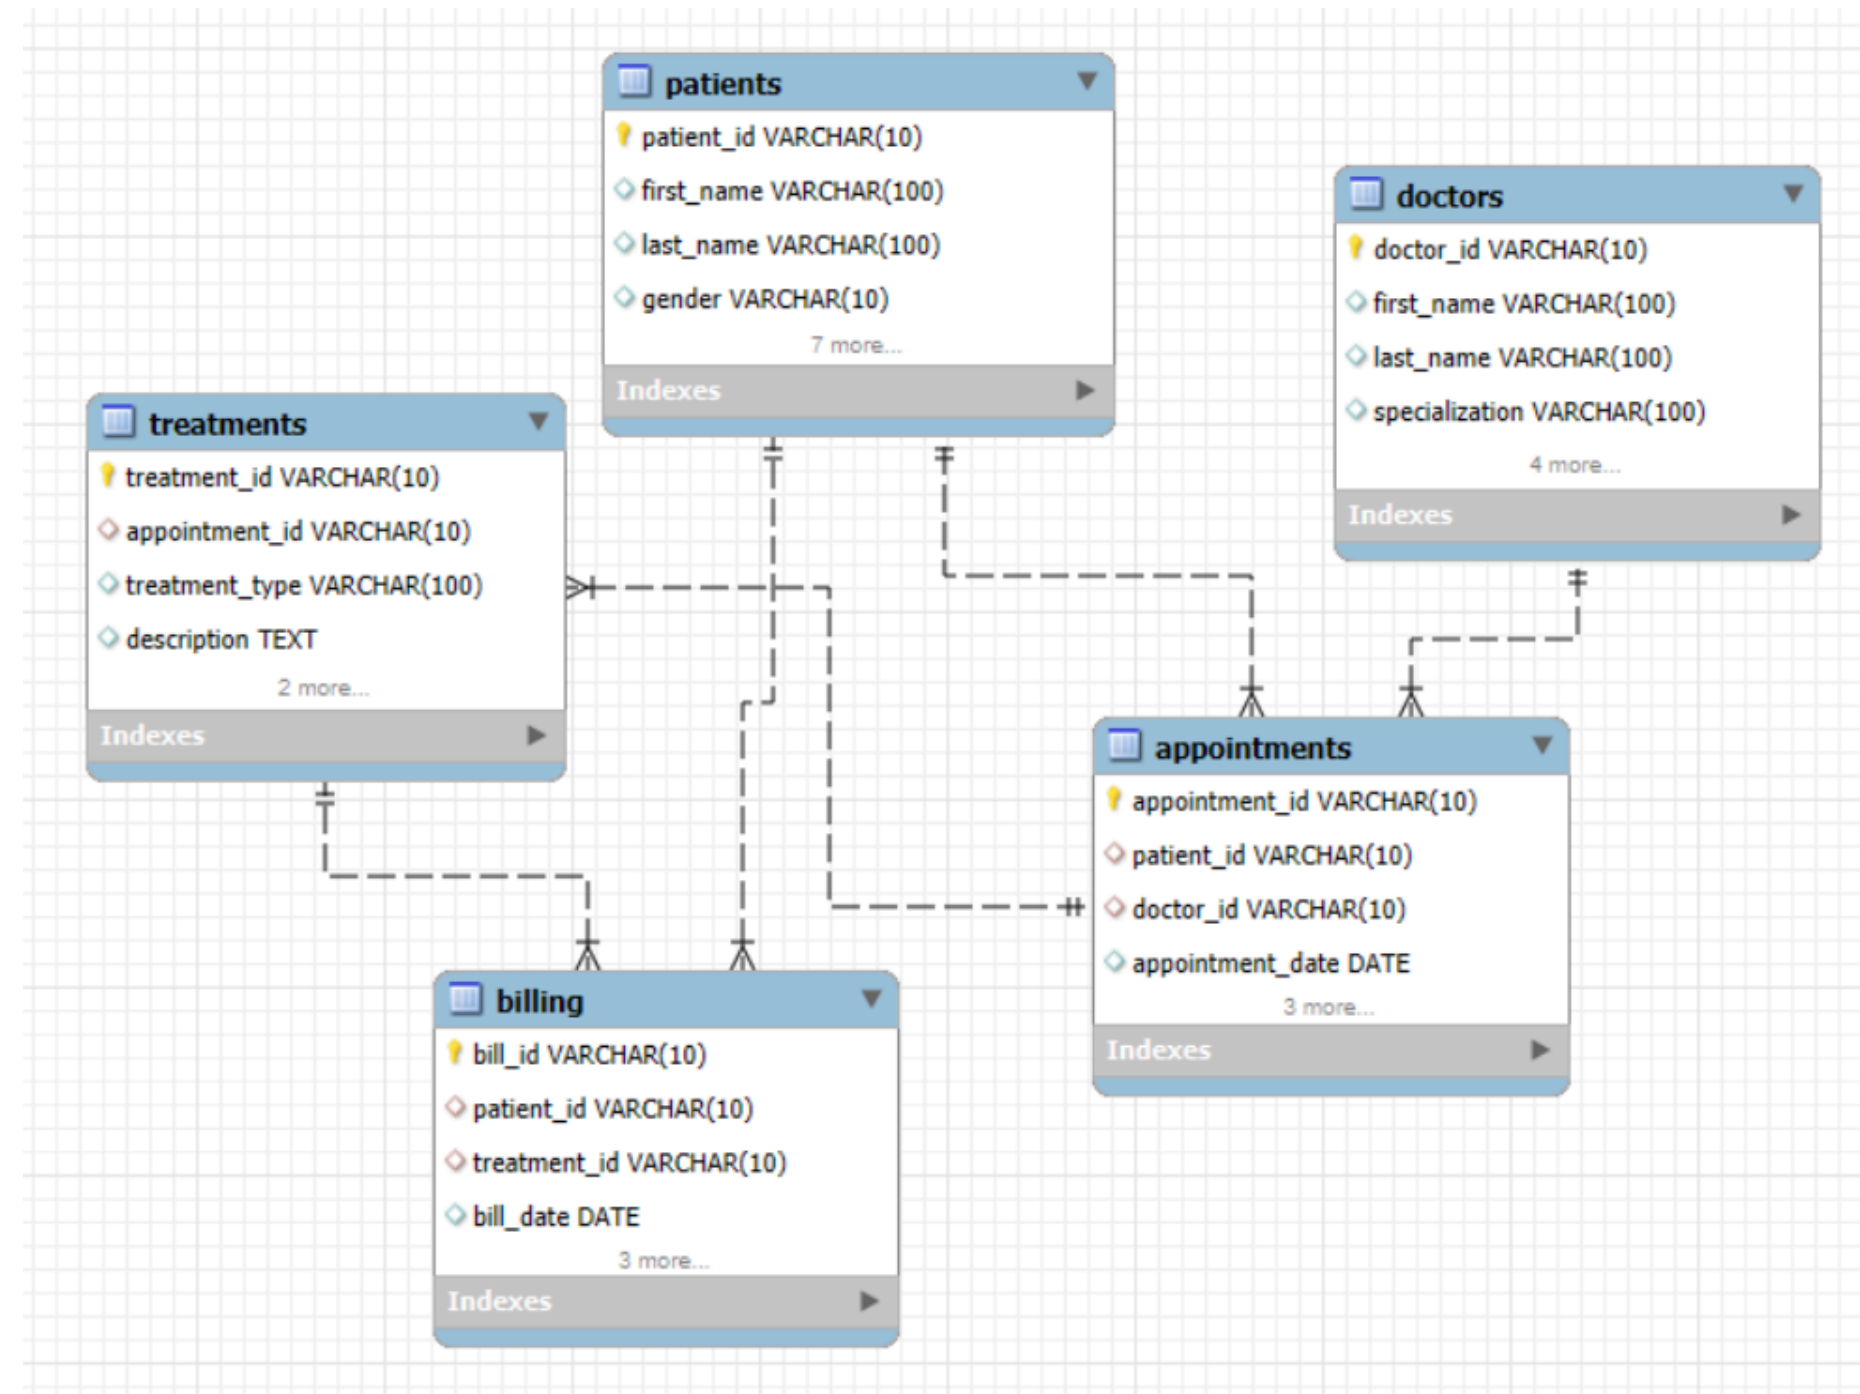 patients
patient_id VARCHAR(10)
first_name VARCHAR(100)
last_name VARCHAR(100)
gender VARCHAR(10)
7 more...
Indexes
doctors
doctor_id VARCHAR(10)
first_name VARCHAR(100)
last_name VARCHAR(100)
specialization VARCHAR(100)
4 more...
Indexes
treatments
treatment_id VARCHAR(10)
appointment_id VARCHAR(10)
treatment_type VARCHAR(100)
description TEXT
2 more...
Indexes
appointments
appointment_id VARCHAR(10)
patient_id VARCHAR(10)
doctor_id VARCHAR(10)
appointment_date DATE
3 more...
Indexes
billing
bill_id VARCHAR(10)
patient_id VARCHAR(10)
treatment_id VARCHAR(10)
bill_date DATE
3 more...
Indexes